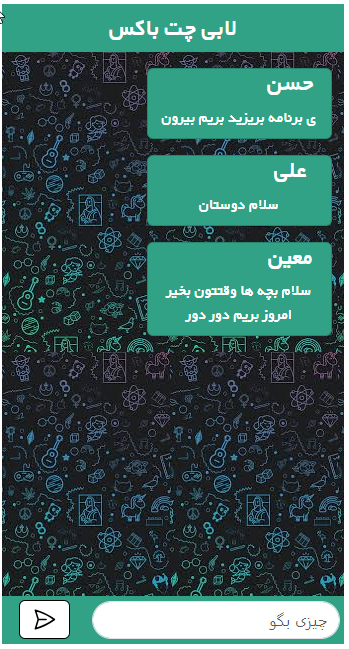 لابی چت باکس
حسن
ی برنامه بریزید بریم بیرون
علی
سلام دوستان
معین
سلام بچه ها وقتتون بخیر
امروز بریم دور دور
چیزی بگو